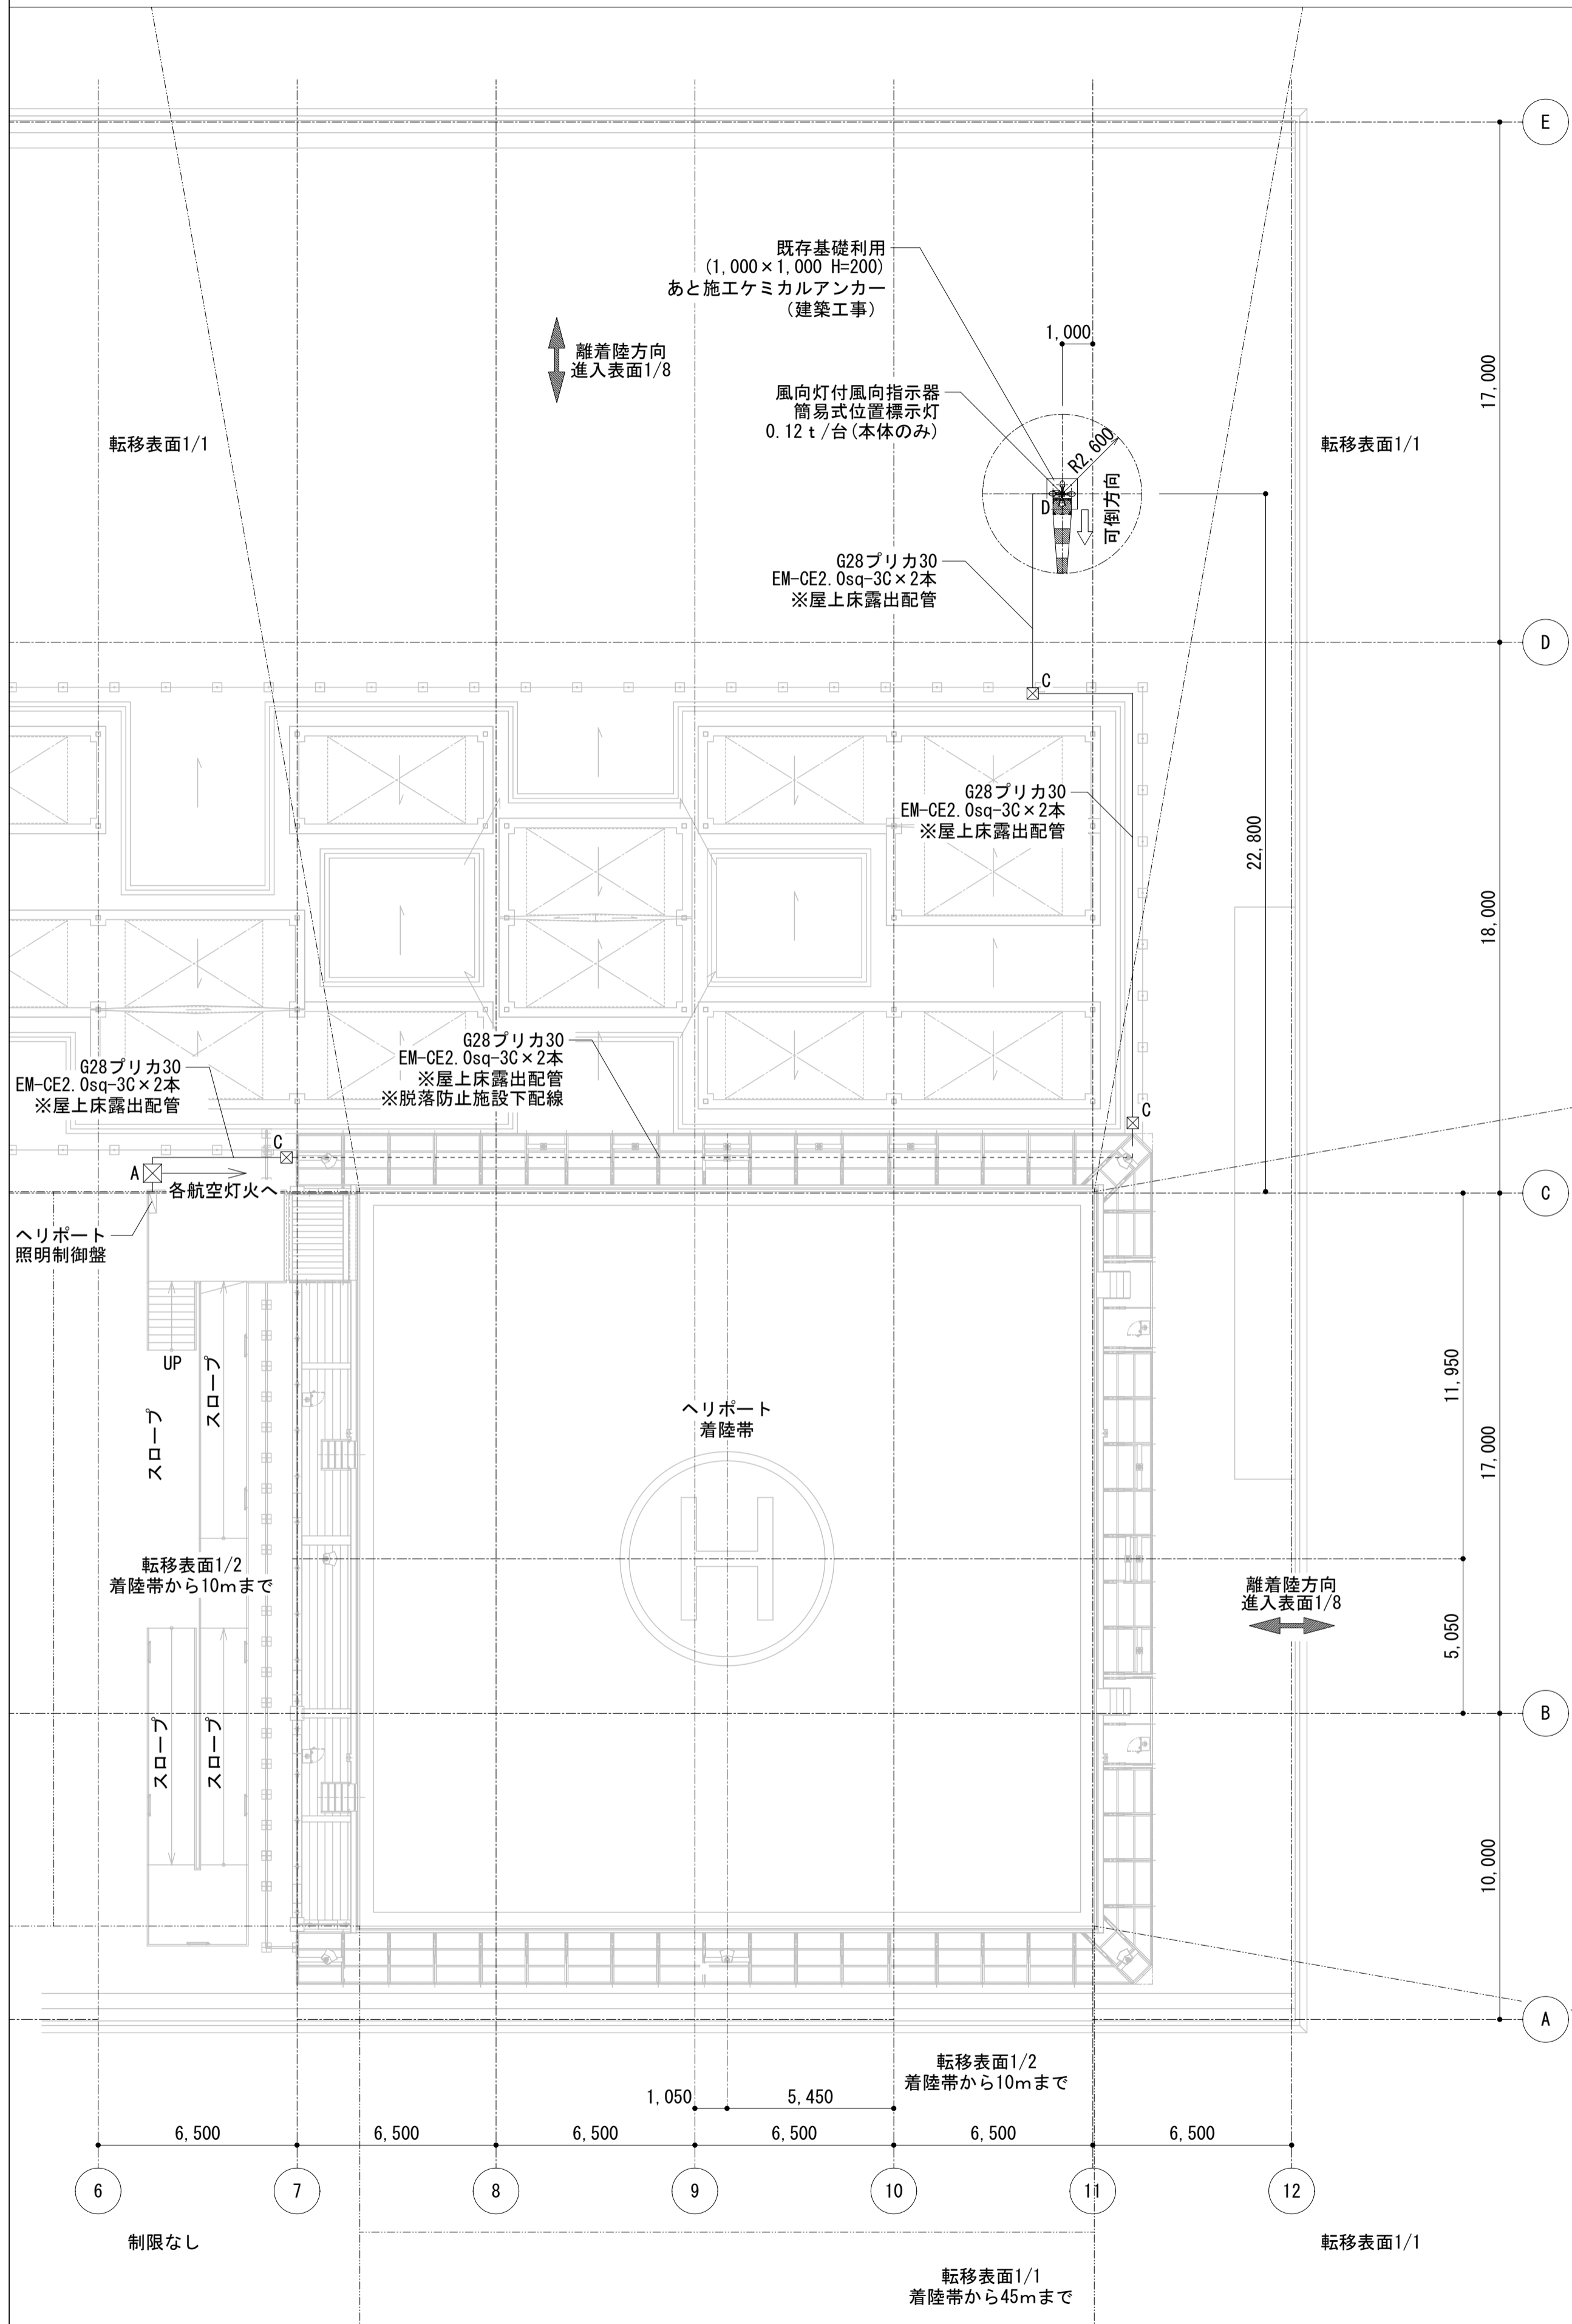 E
既存基礎利用
(1,000×1,000 H=200)
あと施工ケミカルアンカー
(建築工事)
1,000
離着陸方向
進入表面1/8
17,000
風向灯付風向指示器
簡易式位置標示灯
0.12ｔ/台(本体のみ)
転移表面1/1
R2,600
転移表面1/1
可倒方向
D
A
G28プリカ30
EM-CE2.0sq-3C×2本
※屋上床露出配管
D
C
G28プリカ30
EM-CE2.0sq-3C×2本
※屋上床露出配管
22,800
18,000
G28プリカ30
EM-CE2.0sq-3C×2本
※屋上床露出配管
※脱落防止施設下配線
G28プリカ30
EM-CE2.0sq-3C×2本
※屋上床露出配管
C
C
A
各航空灯火へ
C
ヘリポート
照明制御盤
UP
スロープ
スロープ
11,950
ヘリポート
着陸帯
17,000
H
転移表面1/2
着陸帯から10mまで
離着陸方向
進入表面1/8
5,050
B
スロープ
スロープ
10,000
A
転移表面1/2
着陸帯から10mまで
1,050
5,450
6,500
6,500
6,500
6,500
6,500
6,500
6
7
8
9
10
11
12
制限なし
転移表面1/1
転移表面1/1
着陸帯から45mまで